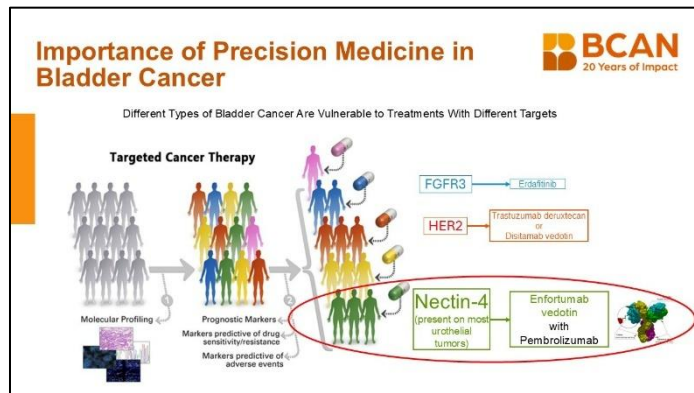 Importance of Precision Medicine in
Bladder Cancer
BCAN
20 Years of Impact
Different Types of Bladder Cancer Are Vulnerable to Treatments With Different Targets
Targeted Cancer Therapy
FGFR3
Erdafitinib
HER2
Trastuzumab deruxtecan
or
Disitamab vedotin
1
2
Molecular Profiling
Prognostic Markers
Markers predictive of drug
sensitivity/resistance
Markers predictive of
adverse events
Nectin-4
(present on most
urothelial
tumors)
Enfortumab
vedotin
with
Pembrolizumab